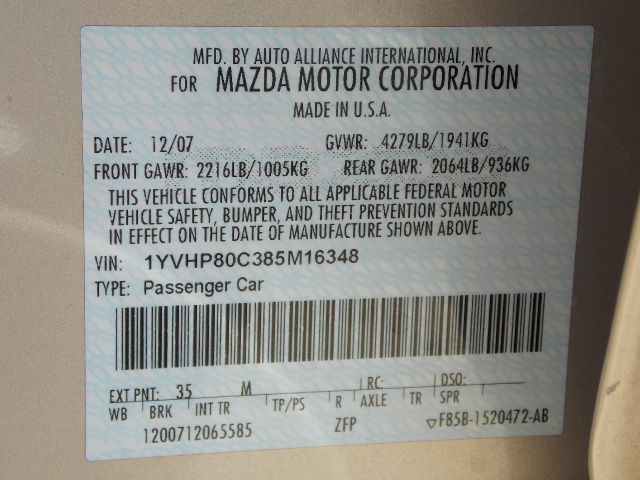 MFD. BY AUTO ALLIANCE INTERNATIONAL, INC.
FOR MAZDA MOTOR CORPORATION
MADE IN U.S.A.
DATE: 12/07 GVWR: 4279LB/1941KG
FRONT GAWR: 2216LB/1005KG REAR GAWR: 2064LB/936KG
THIS VEHICLE CONFORMS TO ALL APPLICABLE FEDERAL MOTOR
VEHICLE SAFETY, BUMPER, AND THEFT PREVENTION STANDARDS
IN EFFECT ON THE DATE OF MANUFACTURE SHOWN ABOVE.
VIN: 1YVHP80C385M16348
TYPE: Passenger Car
EXT PNT: 35 M RC: DSO:
WB BRK INT TR TP/PS R AXLE TR SPR
1200712065585 ZFP ▽F85B-1520472-AB